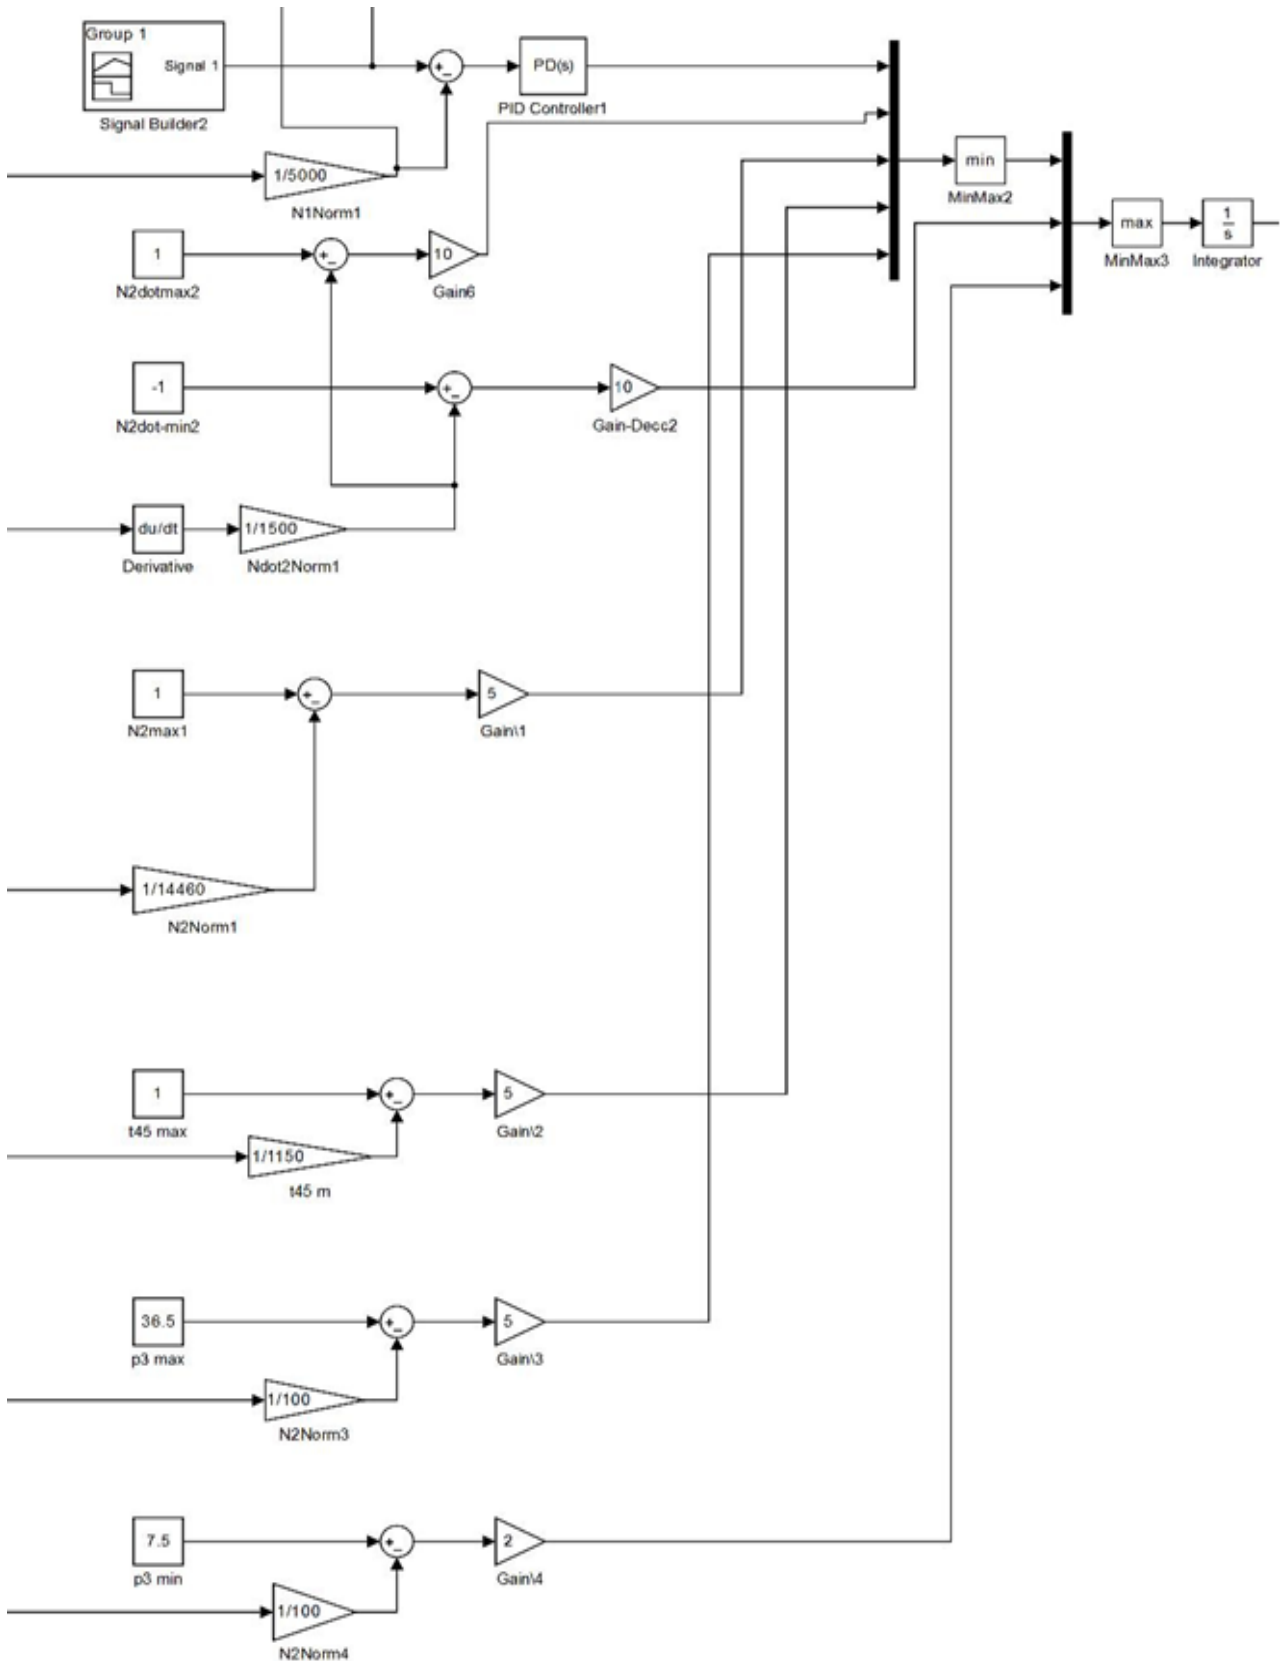 Group 1
Signal 1
Signal Builder2
+
−
PD(s)
PID Controller1
1/5000
N1Norm1
min
MinMax2
max
MinMax3
1
s
Integrator
1
N2dotmax2
+
−
10
Gain6
-1
N2dot-min2
+
−
10
Gain-Decc2
du/dt
Derivative
1/1500
Ndot2Norm1
1
N2max1
+
−
5
Gain\1
1/14460
N2Norm1
1
t45 max
+
−
5
Gain\2
1/1150
t45 m
36.5
p3 max
+
−
5
Gain\3
1/100
N2Norm3
7.5
p3 min
+
−
2
Gain\4
1/100
N2Norm4